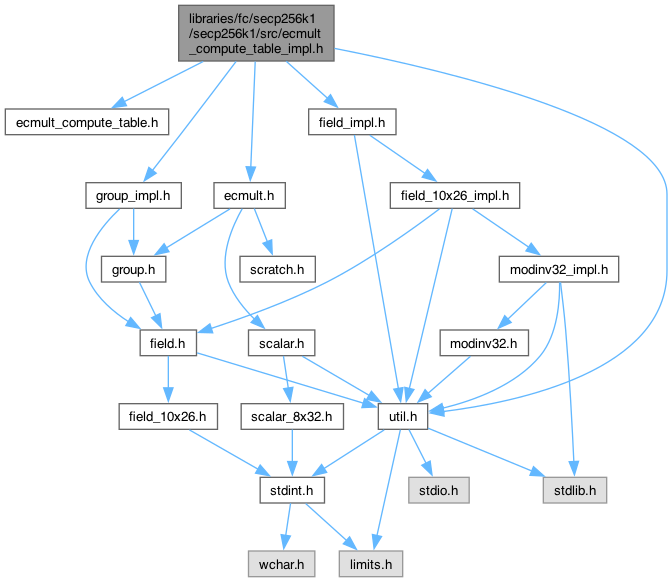 libraries/fc/secp256k1
/secp256k1/src/ecmult
_compute_table_impl.h
ecmult_compute_table.h
field_impl.h
group_impl.h
ecmult.h
field_10x26_impl.h
group.h
scratch.h
modinv32_impl.h
field.h
scalar.h
modinv32.h
field_10x26.h
scalar_8x32.h
util.h
stdint.h
stdio.h
stdlib.h
wchar.h
limits.h